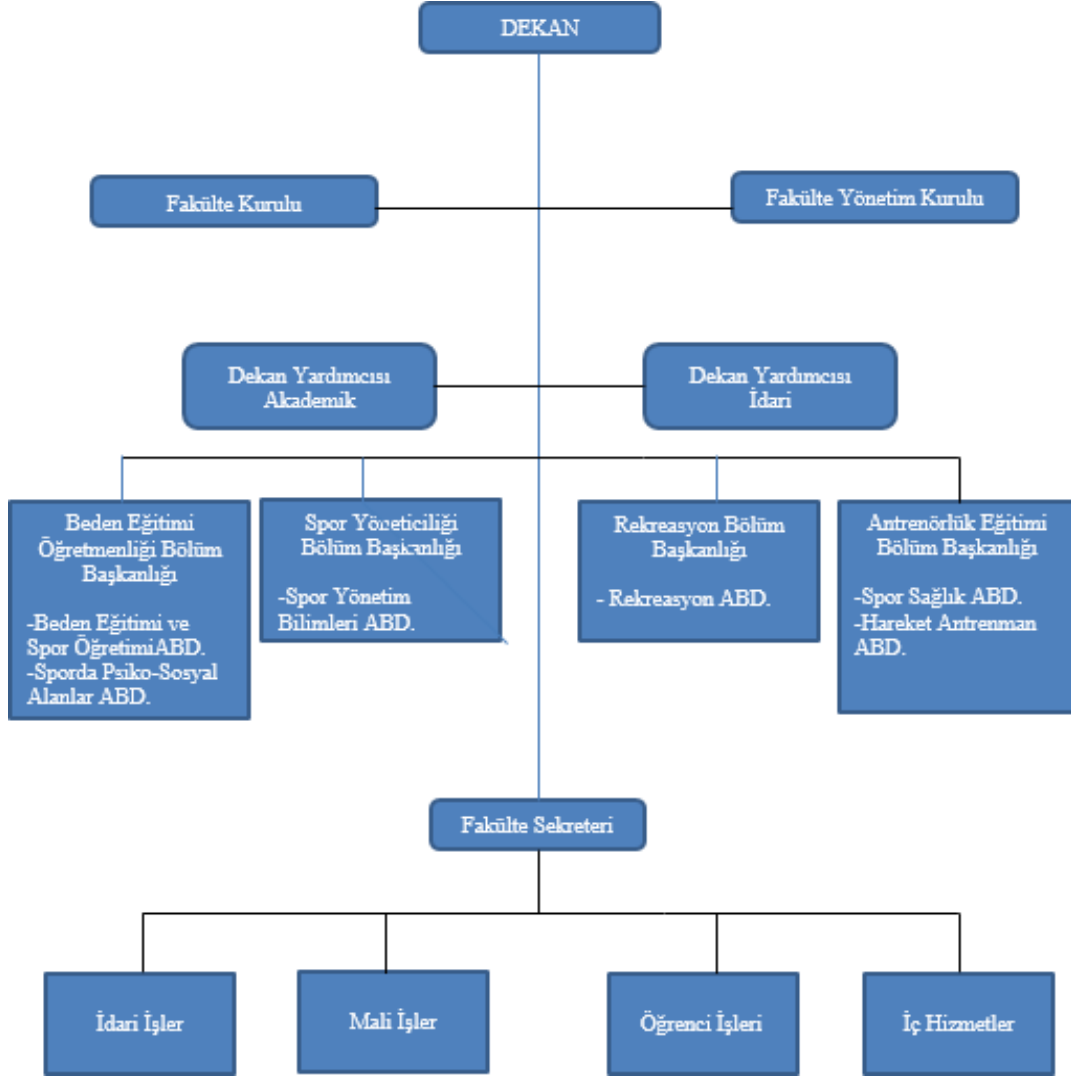 DEKAN
Fakülte Kurulu
Fakülte Yönetim Kurulu
Dekan Yardımcısı
Akademik
Dekan Yardımcısı
İdari
Beden Eğitimi
Öğretmenliği Bölüm
Başkanlığı
-Beden Eğitimi ve
Spor ÖğretimiABD.
-Sporda Psiko-Sosyal
Alanlar ABD.
Spor Yöneticiliği
Bölüm Başkanlığı
-Spor Yönetim
Bilimleri ABD.
Rekreasyon Bölüm
Başkanlığı
- Rekreasyon ABD.
Antrenörlük Eğitimi
Bölüm Başkanlığı
-Spor Sağlık ABD.
-Hareket Antrenman
ABD.
Fakülte Sekreteri
İdari İşler
Mali İşler
Öğrenci İşleri
İç Hizmetler